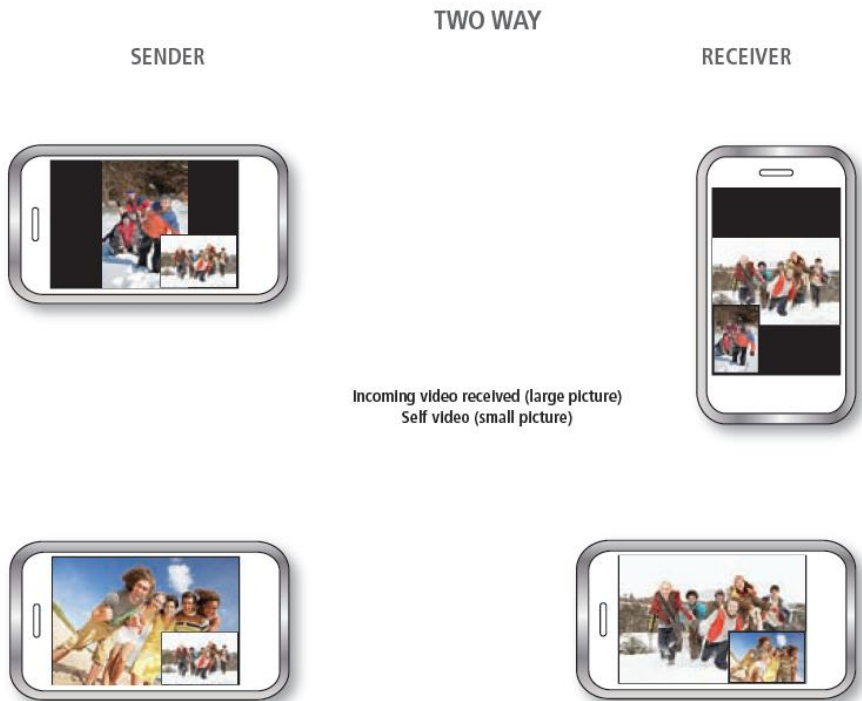 TWO WAY
SENDER
RECEIVER
Incoming video received (large picture)
Self video (small picture)